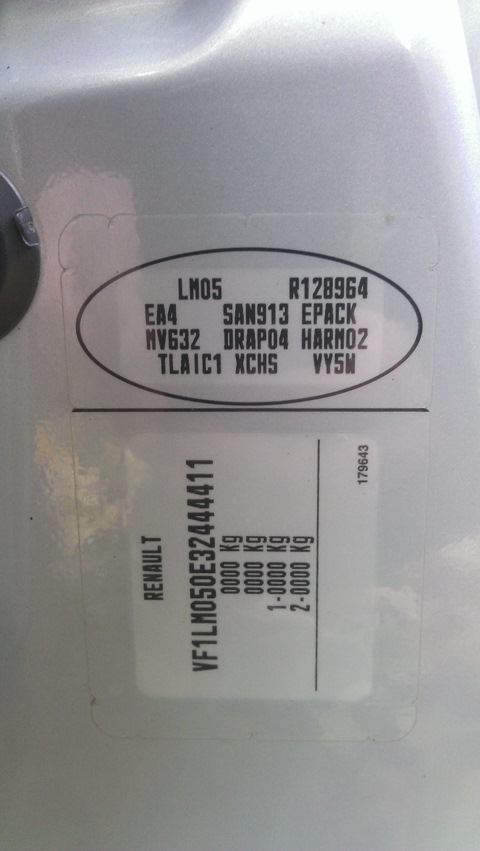 LM05 R128964
EA4 SAN913 EPACK
MV632 DRAP04 HARM02
TLAIC1 XCHS VY5W
RENAULT
VF1LM050E32444411
0000 Kg
0000 Kg
1-0000 Kg
2-0000 Kg
179643